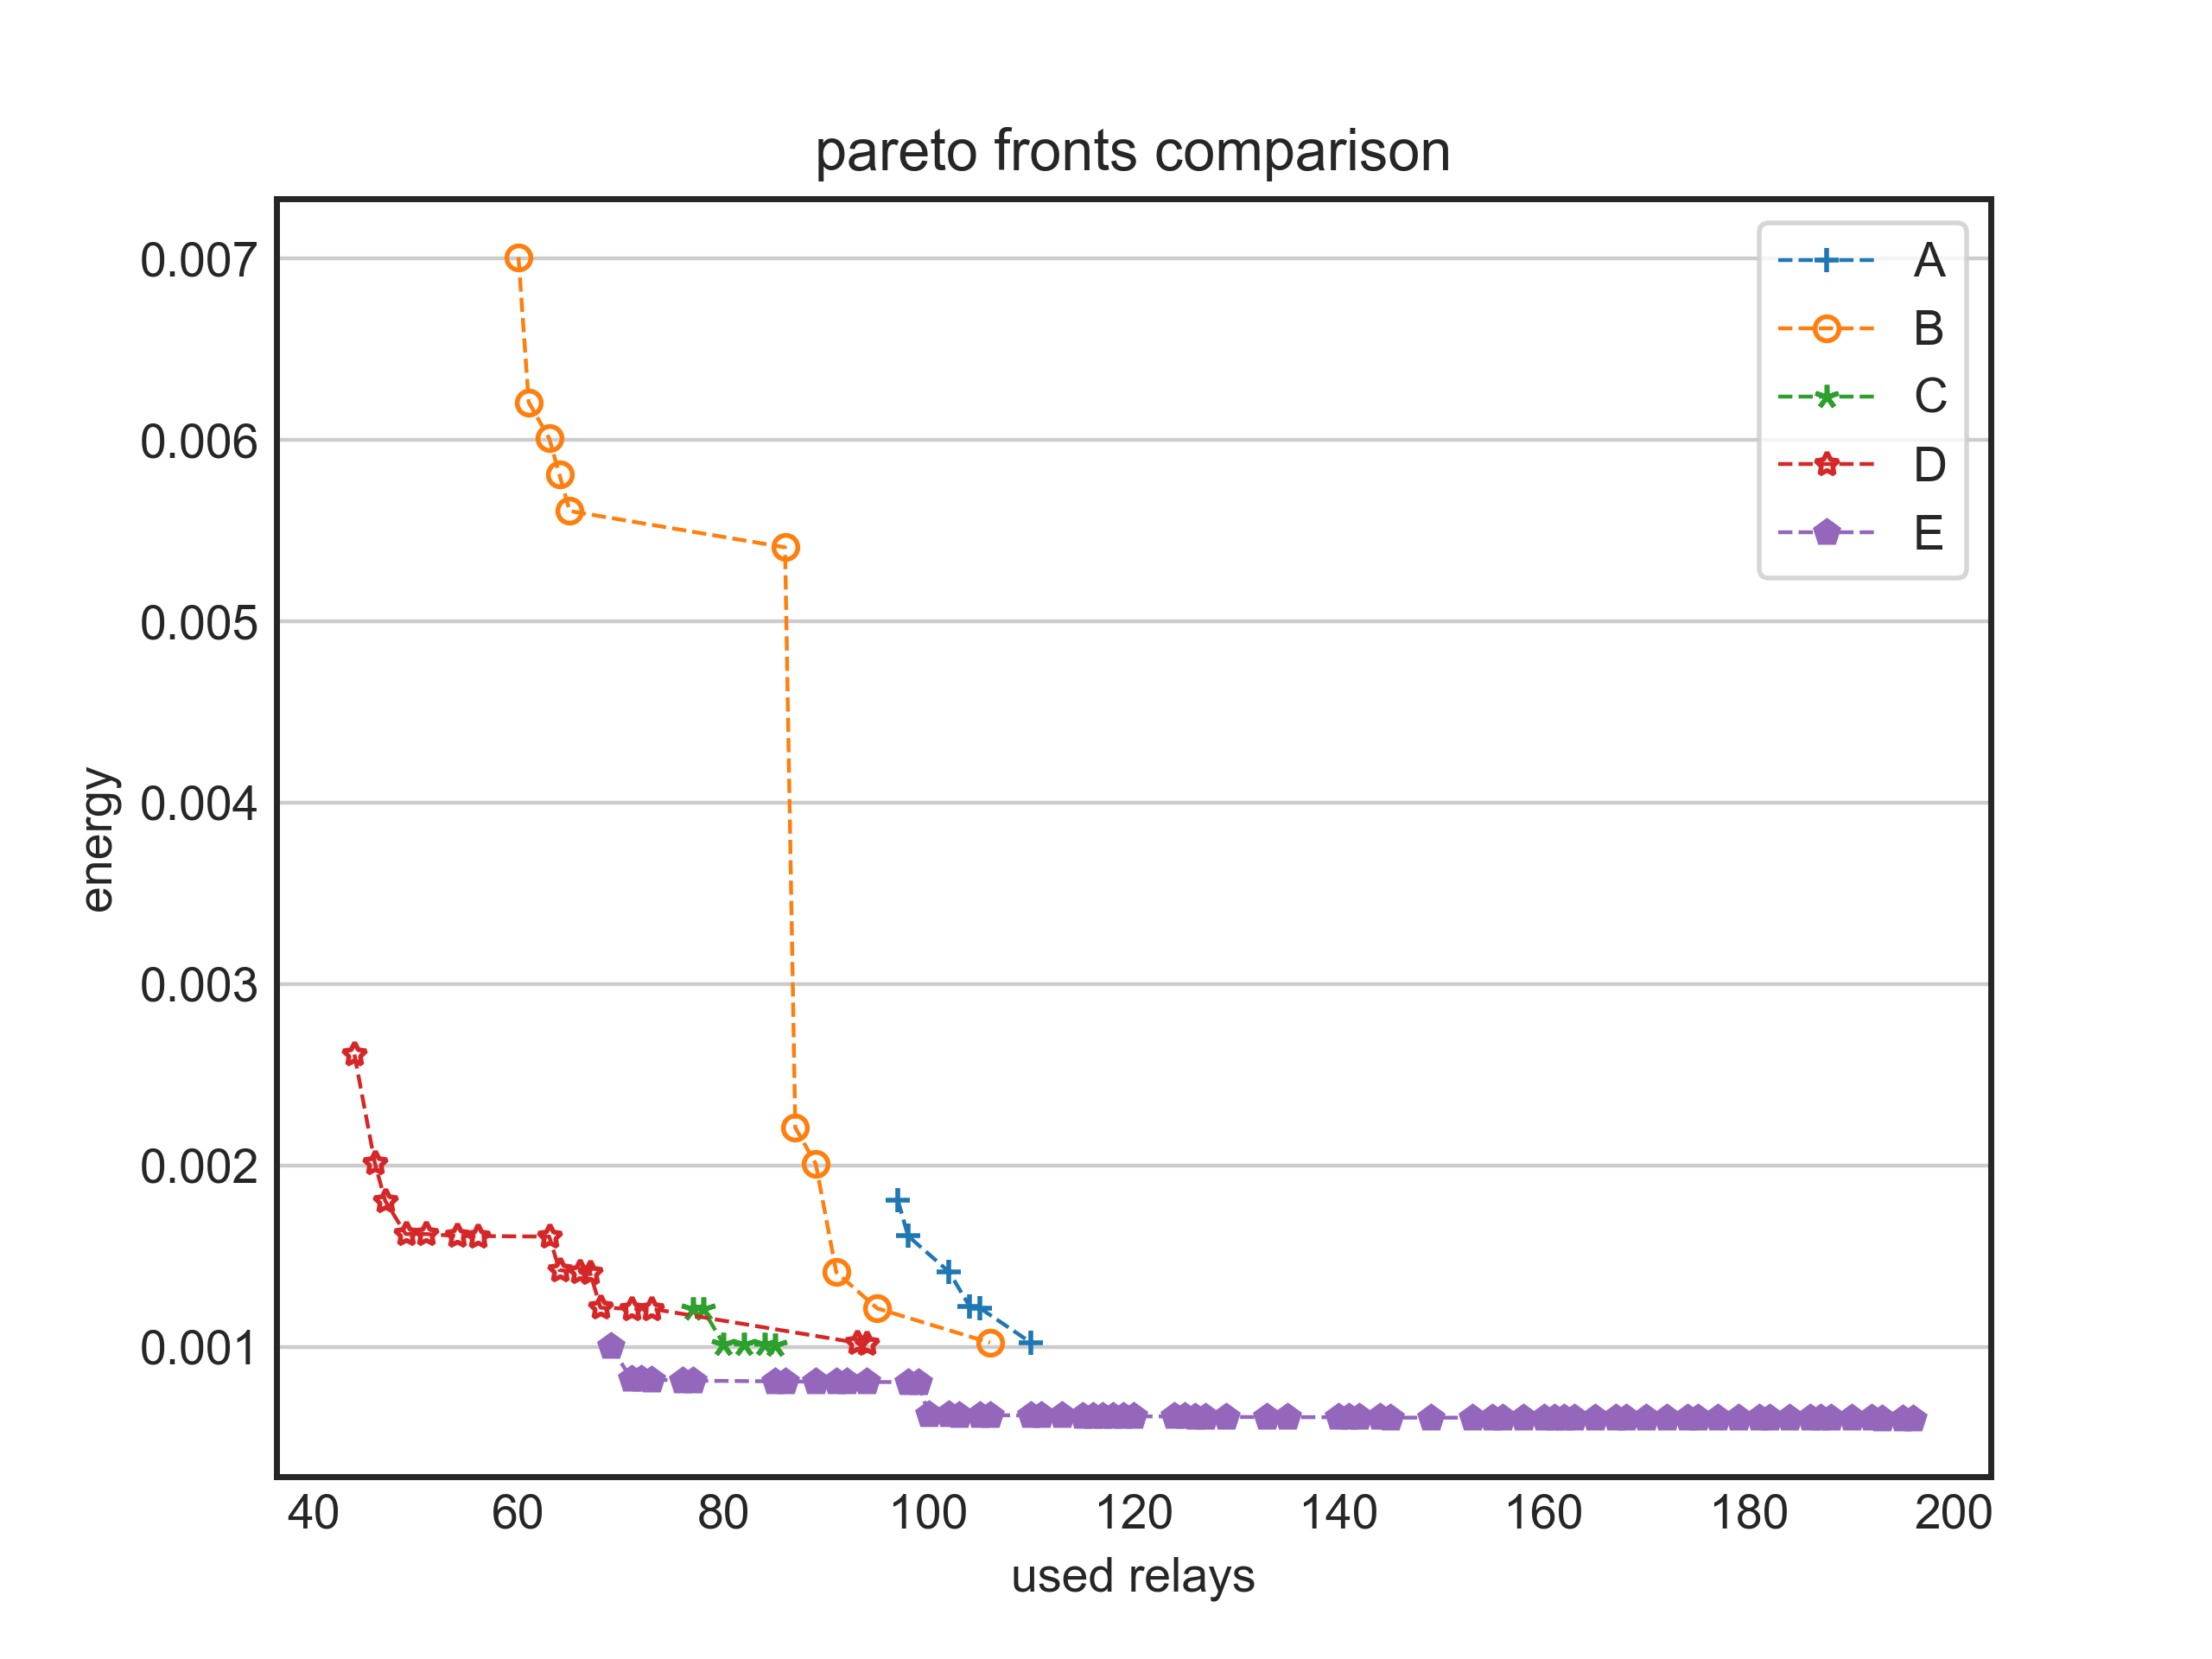 pareto fronts comparison
0.007
0.006
0.005
0.004
0.003
0.002
0.001
energy
A
B
C
D
E
40 60 80 100 120 140 160 180 200
used relays